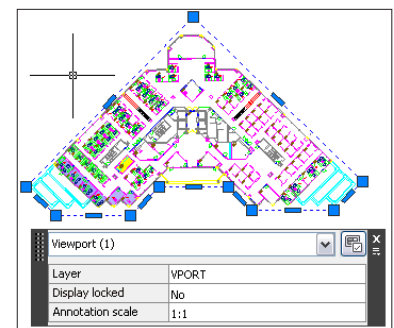 Viewport (1)
Layer VPORT
Display locked No
Annotation scale 1:1